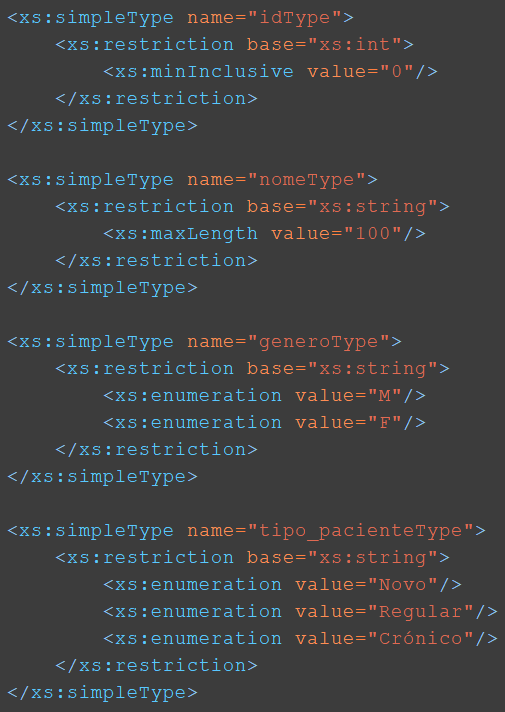 <xs:simpleType name="idType">
<xs:restriction base="xs:int">
<xs:minInclusive value="0"/>
</xs:restriction>
</xs:simpleType>
<xs:simpleType name="nomeType">
<xs:restriction base="xs:string">
<xs:maxLength value="100"/>
</xs:restriction>
</xs:simpleType>
<xs:simpleType name="generoType">
<xs:restriction base="xs:string">
<xs:enumeration value="M"/>
<xs:enumeration value="F"/>
</xs:restriction>
</xs:simpleType>
<xs:simpleType name="tipo_pacienteType">
<xs:restriction base="xs:string">
<xs:enumeration value="Novo"/>
<xs:enumeration value="Regular"/>
<xs:enumeration value="Crónico"/>
</xs:restriction>
</xs:simpleType>